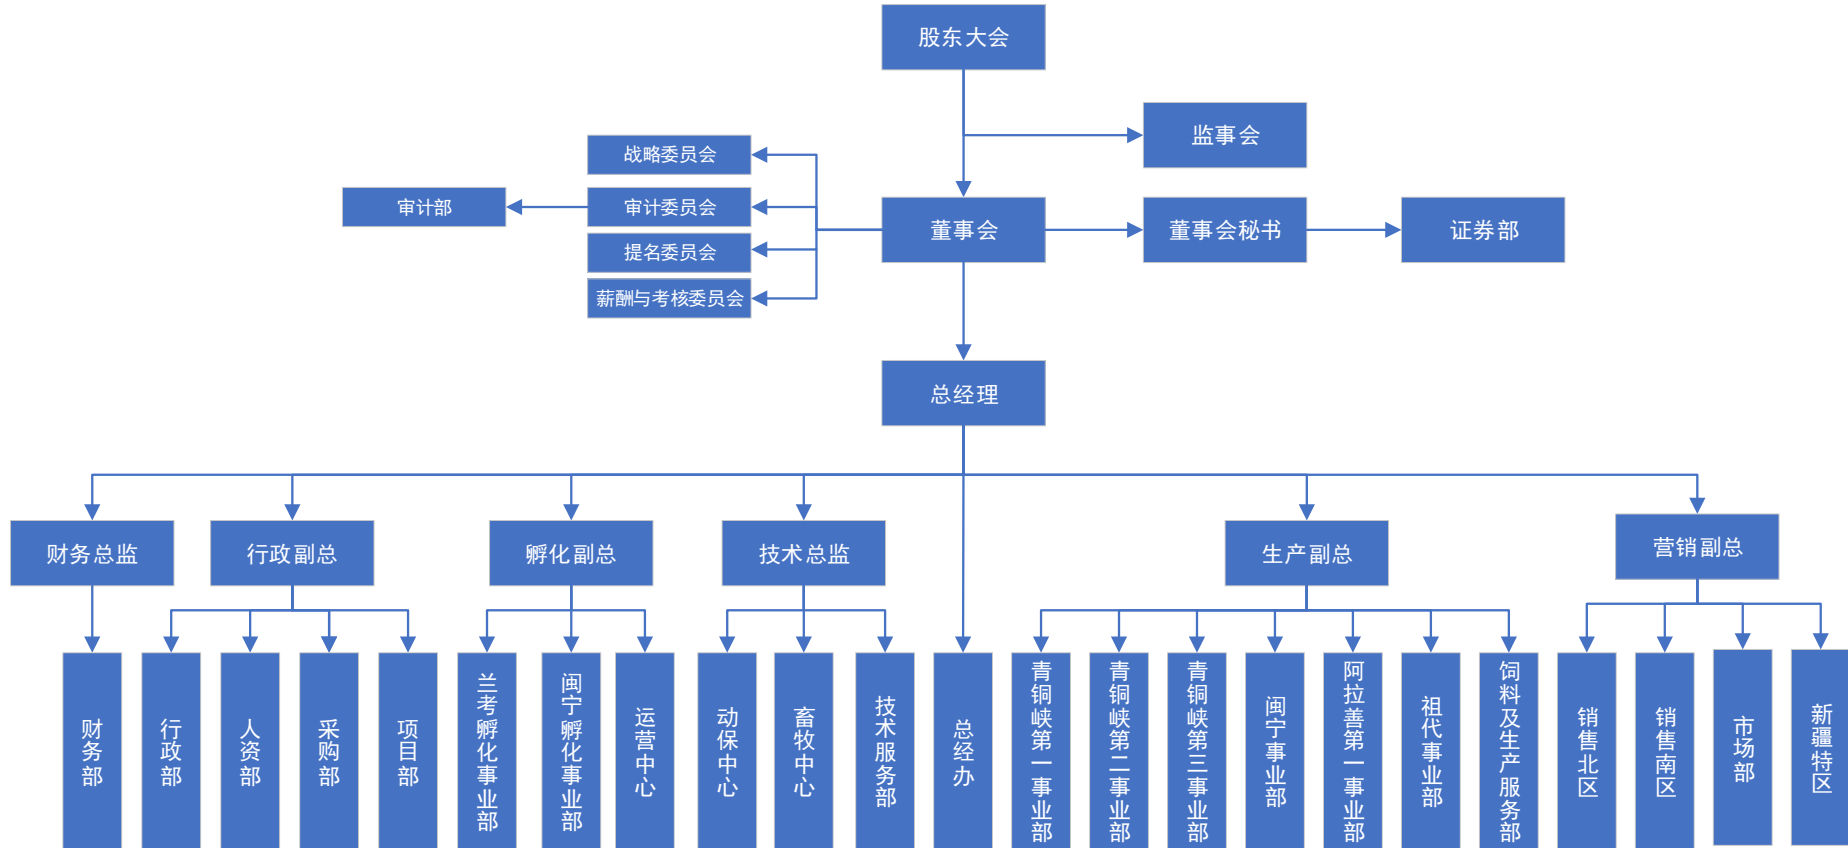 股东大会
监事会
战略委员会
审计部
审计委员会
提名委员会
薪酬与考核委员会
董事会
董事会秘书
证券部
总经理
财务总监
行政副总
孵化副总
技术总监
生产副总
营销副总
财务部
行政部
人资部
采购部
项目部
兰考孵化事业部
闽宁孵化事业部
运营中心
动保中心
畜牧中心
技术服务部
总经办
青铜峡第一事业部
青铜峡第二事业部
青铜峡第三事业部
闽宁事业部
阿拉善第一事业部
祖代事业部
饲料及生产服务部
销售北区
销售南区
市场部
新疆特区